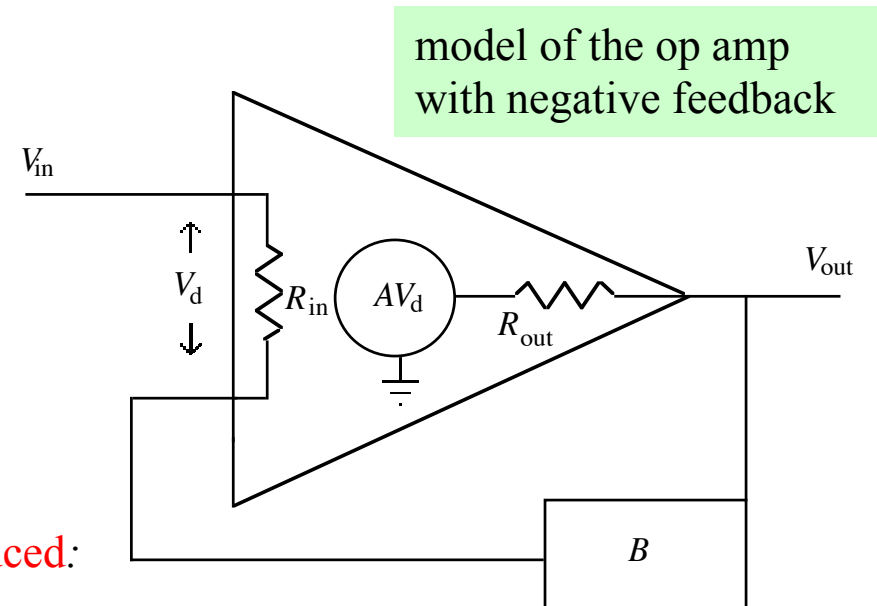 model of the op amp
with negative feedback
Vin
Vd
Rin
AVd
Rout
Vout
B